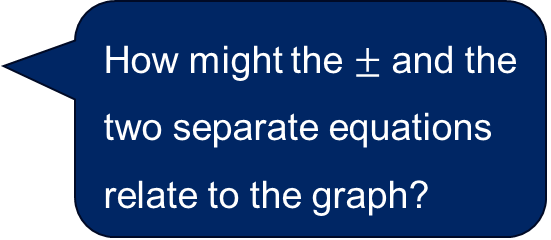 How might the ± and the
two separate equations
relate to the graph?